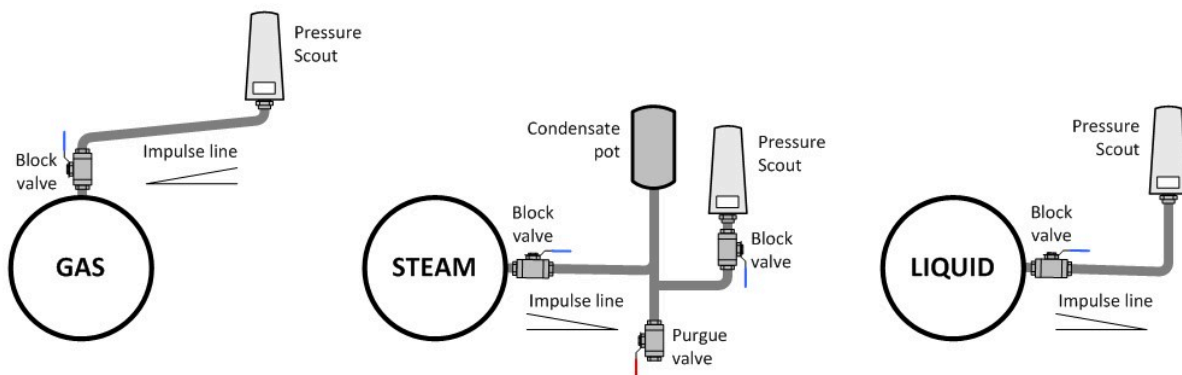 Pressure
Scout
Block
valve
Impulse line
GAS
Condensate
pot
Pressure
Scout
Block
valve
Block
valve
STEAM
Impulse line
Purgue
valve
Pressure
Scout
Block
valve
LIQUID
Impulse line